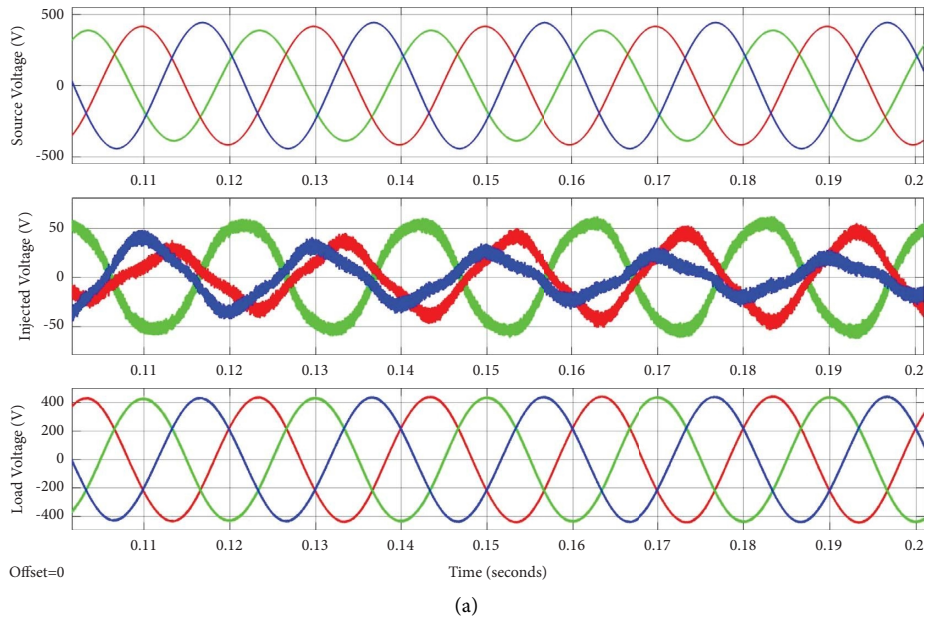 Source Voltage (V)
500
0
-500
0.11 0.12 0.13 0.14 0.15 0.16 0.17 0.18 0.19 0.2
Injected Voltage (V)
50
0
-50
0.11 0.12 0.13 0.14 0.15 0.16 0.17 0.18 0.19 0.2
Load Voltage (V)
400
200
0
-200
-400
0.11 0.12 0.13 0.14 0.15 0.16 0.17 0.18 0.19 0.2
Offset=0
Time (seconds)
(a)